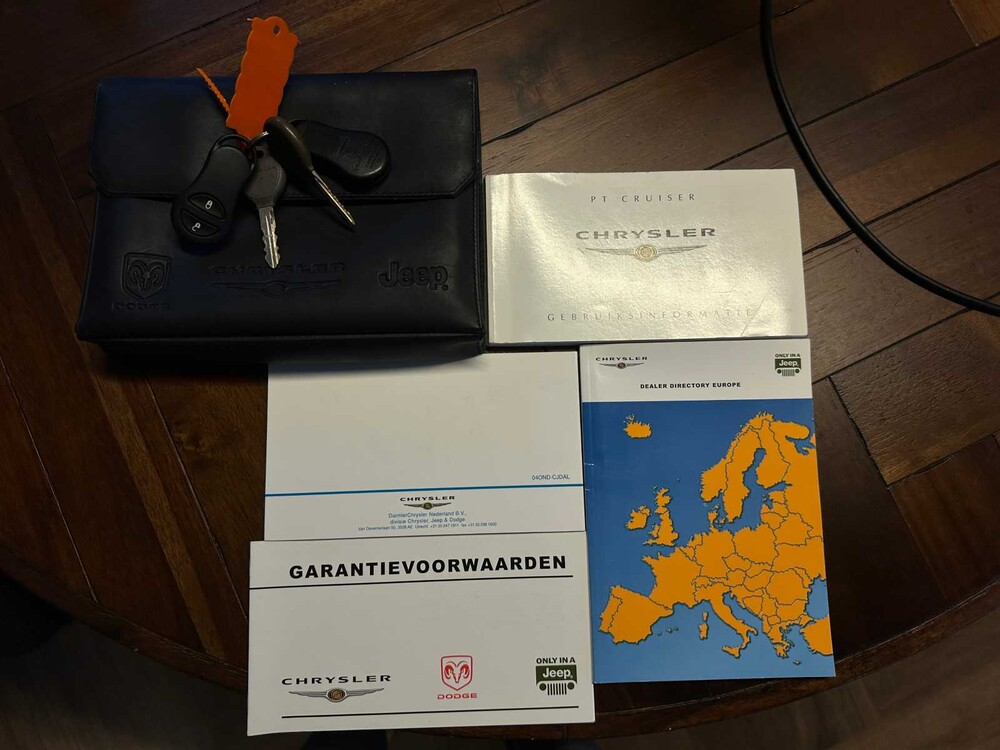 DODGE
CHRYSLER
Jeep
PT CRUISER
CHRYSLER
GEBRUIKSINFORMATIE
CHRYSLER
ONLY IN A
Jeep
DEALER DIRECTORY EUROPE
04OND-CJDAL
CHRYSLER
DaimlerChrysler Nederland B.V.,
divisie Chrysler, Jeep & Dodge
GARANTIEVOORWAARDEN
CHRYSLER
DODGE
ONLY IN A
Jeep